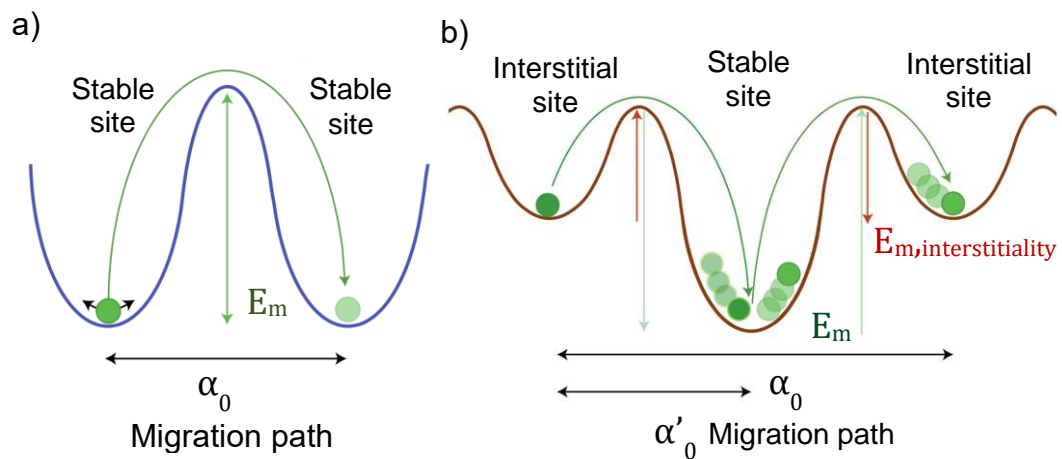 a)
Stable
site
Stable
site
Eₘ
α₀
Migration path
b)
Interstitial
site
Stable
site
Interstitial
site
Eₘ,interstitiality
Eₘ
α₀
α’₀ Migration path